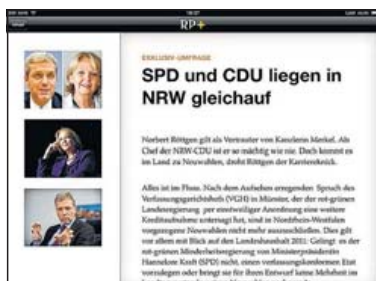 18:37
RP+
EXKLUSIV-UMFRAGE
SPD und CDU liegen in
NRW gleichauf
Norbert Röttgen gilt als Vertrauter von Kanzlerin Merkel. Als
Chef der NRW-CDU ist er so mächtig wie nie. Doch kommt es
im Land zu Neuwahlen, droht Röttgen der Karriereknick.
Alles ist im Fluss. Nach dem Aufsehen erregenden Spruch des
Verfassungsgerichtshofs (VGH) in Münster, der der rot-grünen
Landesregierung per einstweiliger Anordnung eine weitere
Kreditaufnahme untersagt hat, sind in Nordrhein-Westfalen
vorgezogene Neuwahlen nicht mehr auszuschließen. Dies gilt
vor allem mit Blick auf den Landeshaushalt 2011: Gelingt es der
rot-grünen Minderheitsregierung von Ministerpräsidentin
Hannelore Kraft (SPD) nicht, einen verfassungskonformen Etat
vorzulegen oder bringt sie für ihren Entwurf keine Mehrheit im